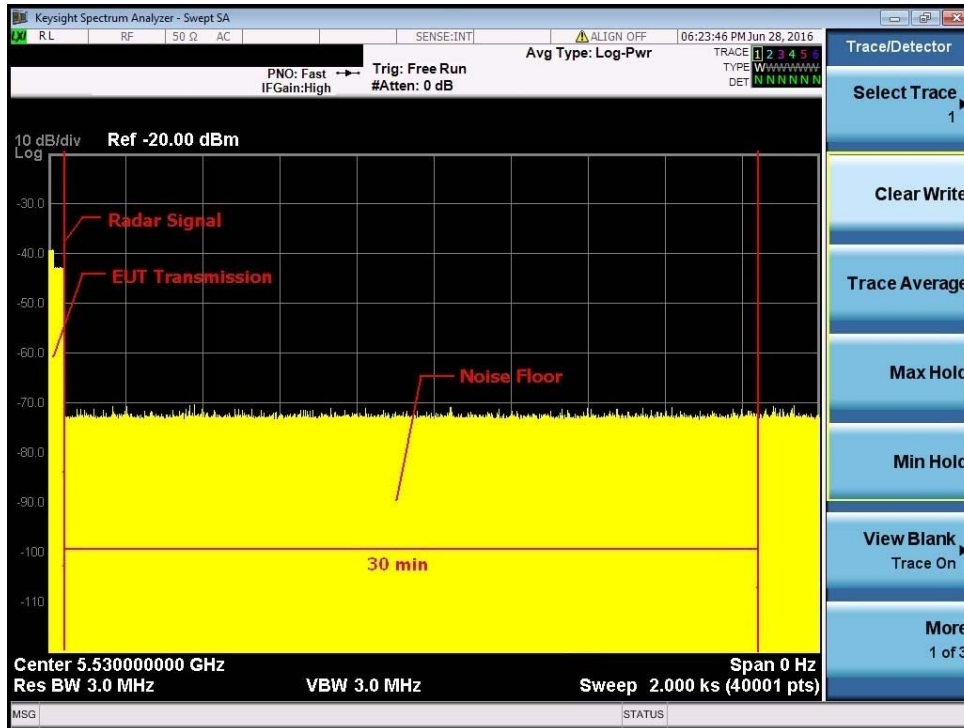 Keysight Spectrum Analyzer - Swept SA
LXI RL RF 50 Ω AC SENSE:INT ALIGN OFF 06:23:46 PM Jun 28, 2016
Avg Type: Log-Pwr TRACE 1 2 3 4 5 6
PNO: Fast Trig: Free Run TYPE WWWWWW
IFGain:High #Atten: 0 dB DET N N N N N N
10 dB/div Ref -20.00 dBm
Log
-30.0
Radar Signal
-40.0
EUT Transmission
-50.0
-60.0
Noise Floor
-70.0
-80.0
-90.0
-100
30 min
-110
Center 5.530000000 GHz Span 0 Hz
Res BW 3.0 MHz VBW 3.0 MHz Sweep 2.000 ks (40001 pts)
MSG STATUS
Trace/Detector
Select Trace
1
Clear Write
Trace Average
Max Hold
Min Hold
View Blank
Trace On
More
1 of 3